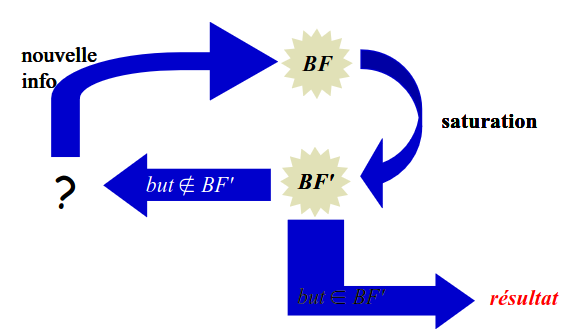 nouvelle
info
BF
saturation
BF'
but ∉ BF'
?
but ∈ BF'
résultat